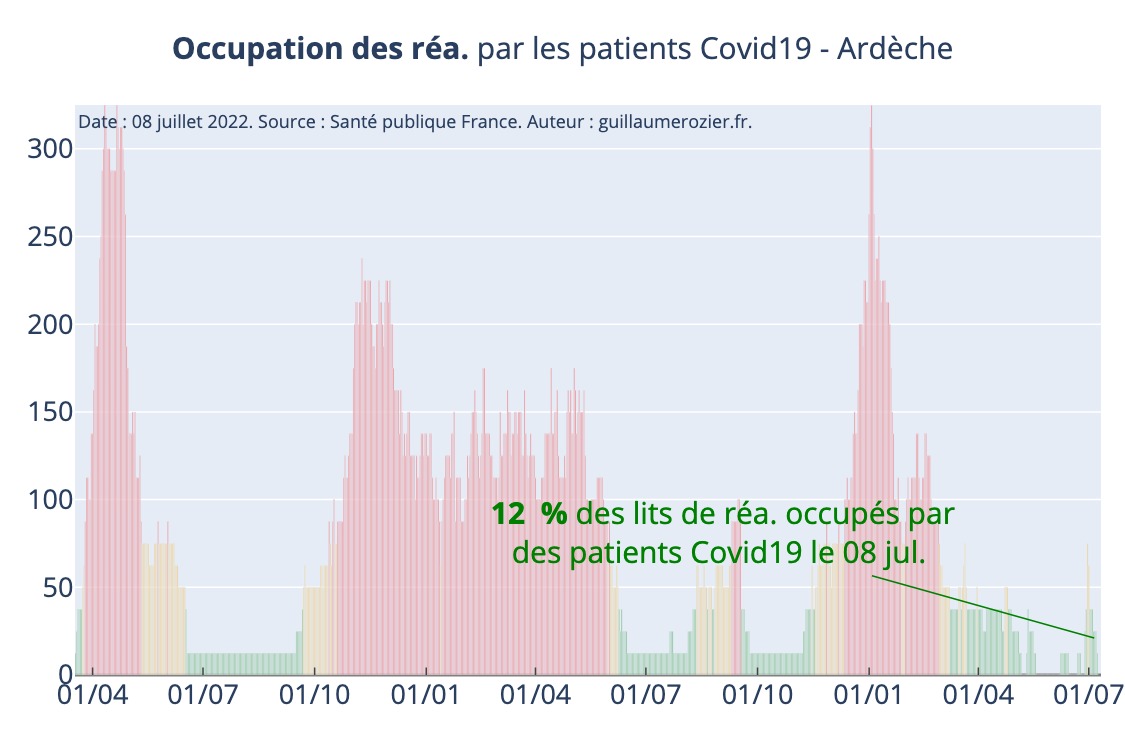 Occupation des réa. par les patients Covid19 - Ardèche
Date : 08 juillet 2022. Source : Santé publique France. Auteur : guillaumerozier.fr.
300
250
200
150
100
50
0
12 % des lits de réa. occupés par
des patients Covid19 le 08 jul.
01/04 01/07 01/10 01/01 01/04 01/07 01/10 01/01 01/04 01/07